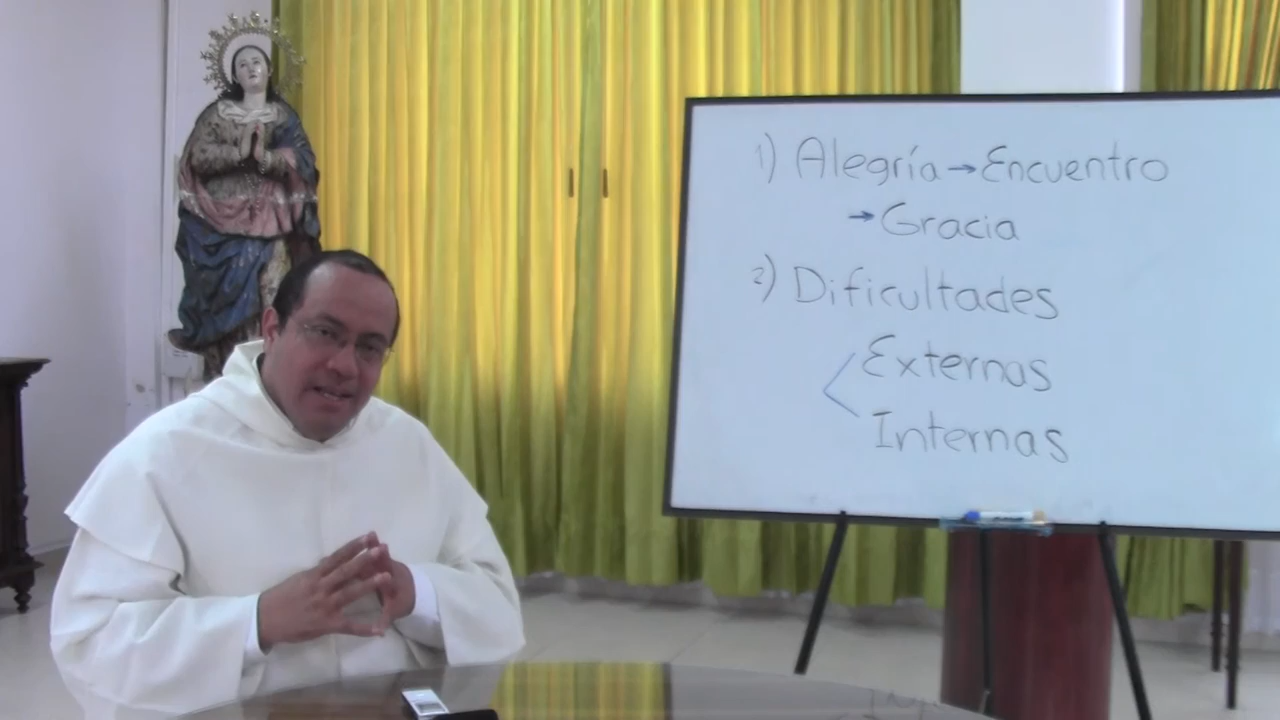 1) Alegría → Encuentro
→ Gracia
2) Dificultades
Externas
Internas